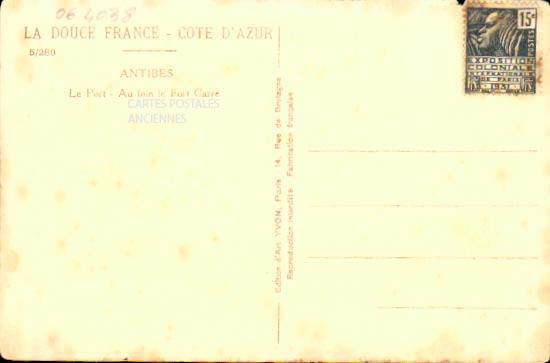 06 4038
LA DOUCE FRANCE - COTE D'AZUR
5/289
ANTIBES
Le Port - Au loin le Fort Carré
CARTES POSTALES
ANCIENNES
Edition d'Art YVON, Paris 14, Rue de Bretagne
Reproduction interdite Fabrication française
15c
POSTES
EXPOSITION
COLONIALE
INTERNATIONALE
DE PARIS
1931